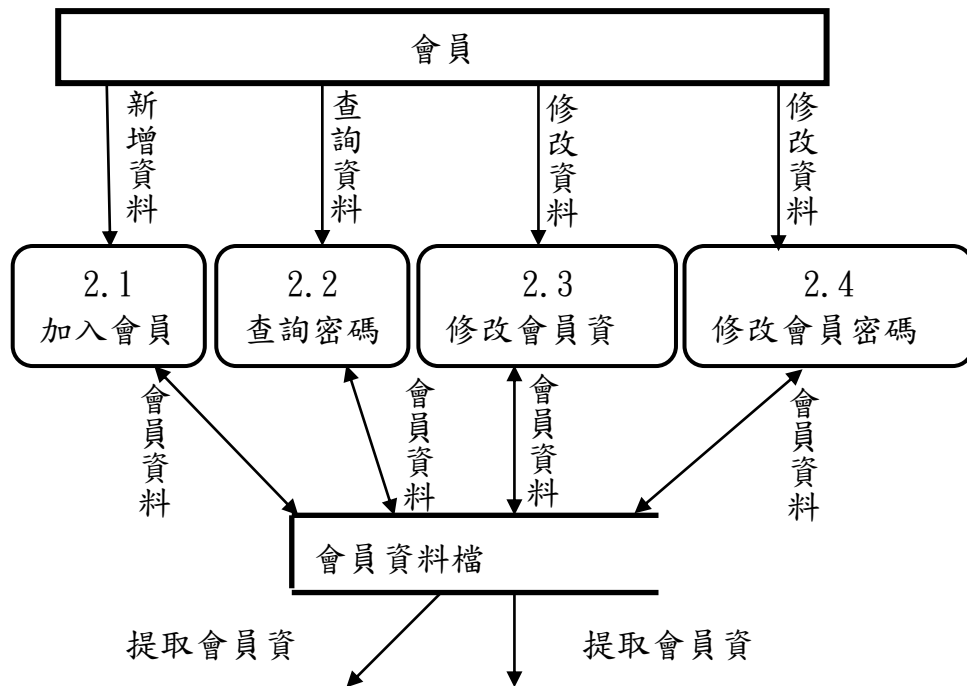 會員
新增資料
查詢資料
修改資料
修改資料
2.1
加入會員
2.2
查詢密碼
2.3
修改會員資
2.4
修改會員密碼
會員資料
會員資料
會員資料
會員資料
會員資料檔
提取會員資
提取會員資